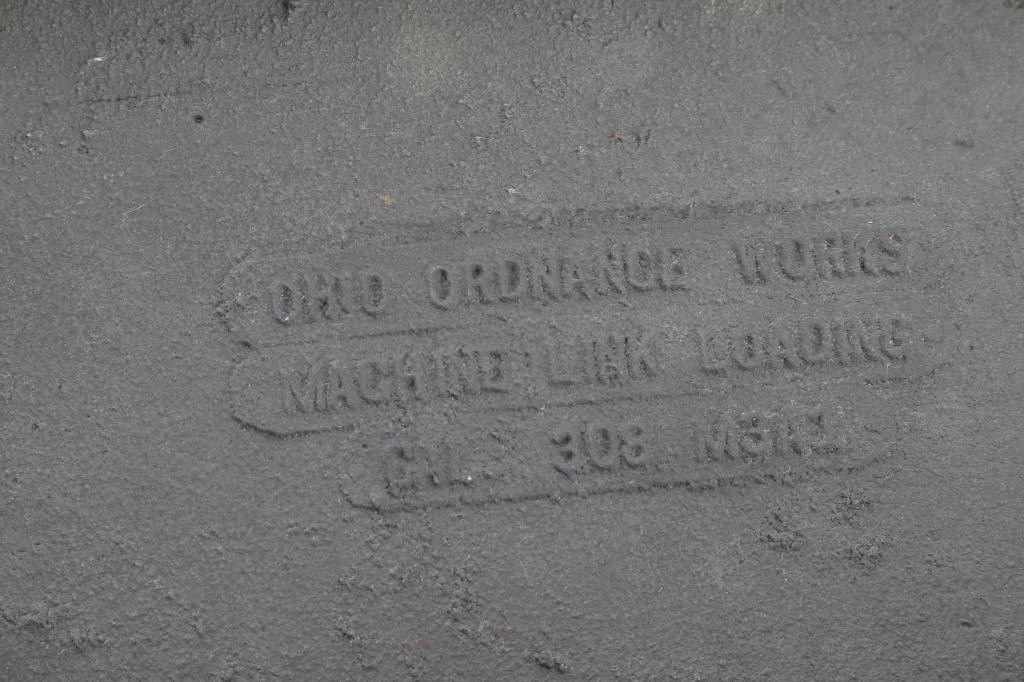 OHIO ORDNANCE WORKS
MACHINE LINK LOADING
CAL. 308